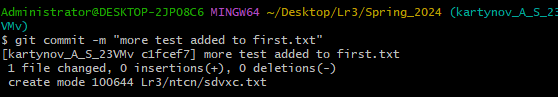 Administrator@DESKTOP-2JPO8C6 MINGW64 ~/Desktop/Lr3/Spring_2024 (kartynov_A_S_23
VMv)
$ git commit -m "more test added to first.txt"
[kartynov_A_S_23VMv c1fcef7] more test added to first.txt
 1 file changed, 0 insertions(+), 0 deletions(-)
 create mode 100644 Lr3/ntcn/sdvxc.txt